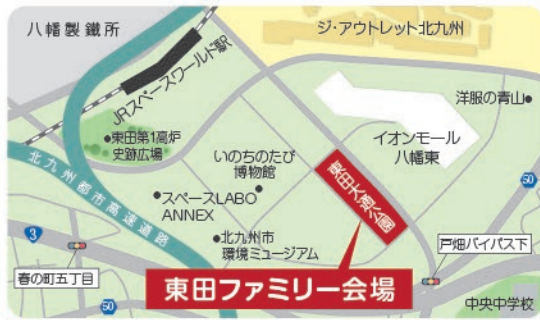 八幡製鐵所
ジ・アウトレット北九州
JRスペースワールド駅
洋服の青山
東田第1高炉
史跡広場
いのちのたび
博物館
イオンモール
八幡東
東田大通公園
北九州都市高速道路
スペースLABO
ANNEX
50
3
北九州市
環境ミュージアム
戸畑バイパス下
春の町五丁目
東田ファミリー会場
50
中央中学校